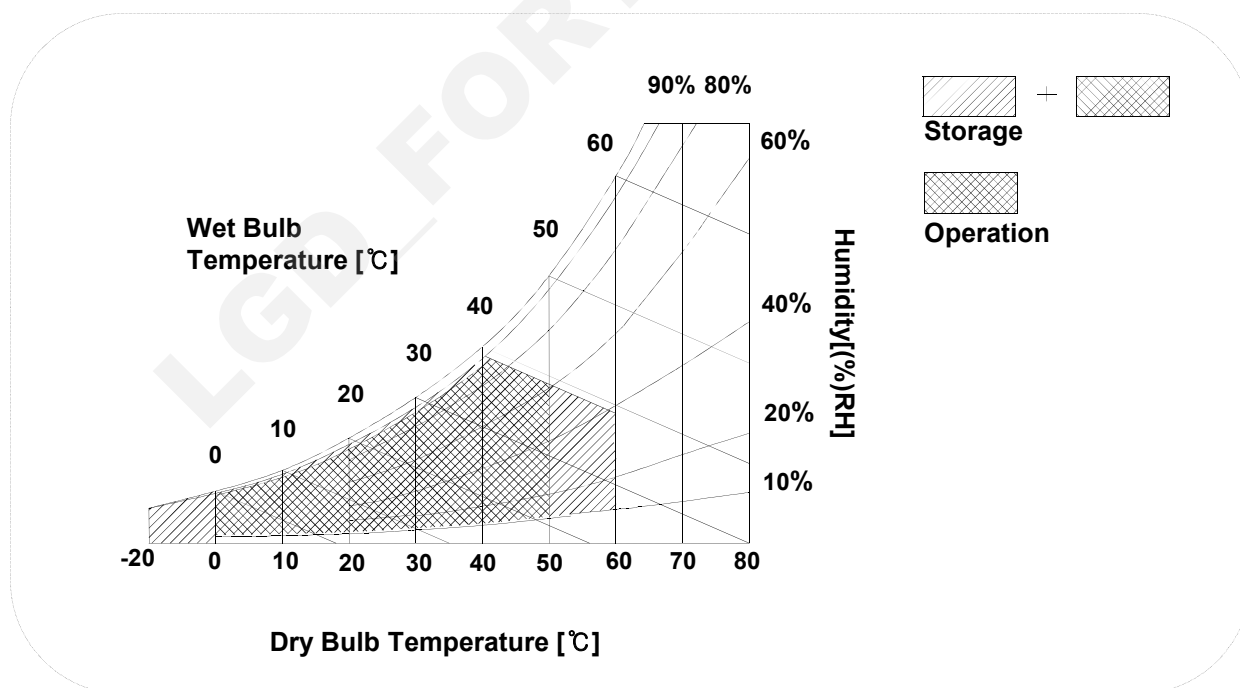 LGD_FOR
90% 80%
60
60%
Storage
Wet Bulb
Temperature [℃]
50
Operation
40
40%
Humidity[(%)RH]
30
20
20%
10
0
10%
-20 0 10 20 30 40 50 60 70 80
Dry Bulb Temperature [℃]